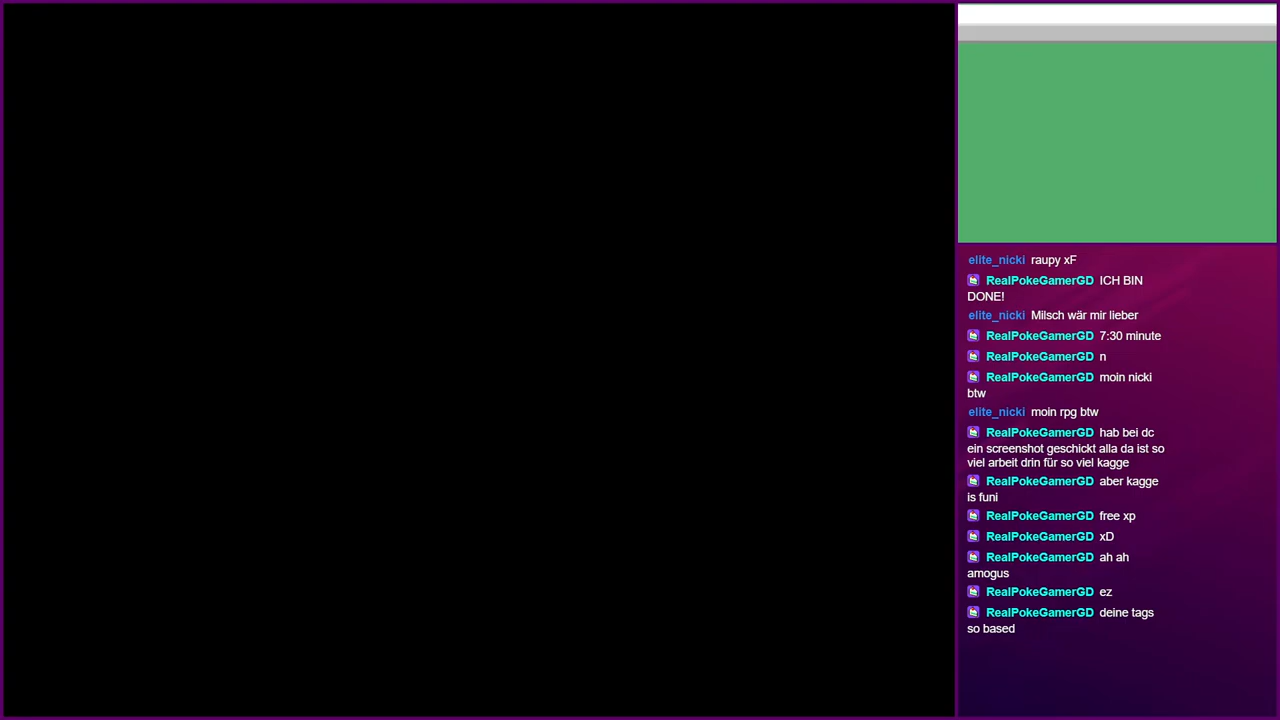 elite_nicki raupy xF
RealPokeGamerGD ICH BIN
DONE!
elite_nicki Milsch wär mir lieber
RealPokeGamerGD 7:30 minute
RealPokeGamerGD n
RealPokeGamerGD moin nicki
btw
elite_nicki moin rpg btw
RealPokeGamerGD hab bei dc
ein screenshot geschickt alla da ist so
viel arbeit drin für so viel kagge
RealPokeGamerGD aber kagge
is funi
RealPokeGamerGD free xp
RealPokeGamerGD xD
RealPokeGamerGD ah ah
amogus
RealPokeGamerGD ez
RealPokeGamerGD deine tags
so based